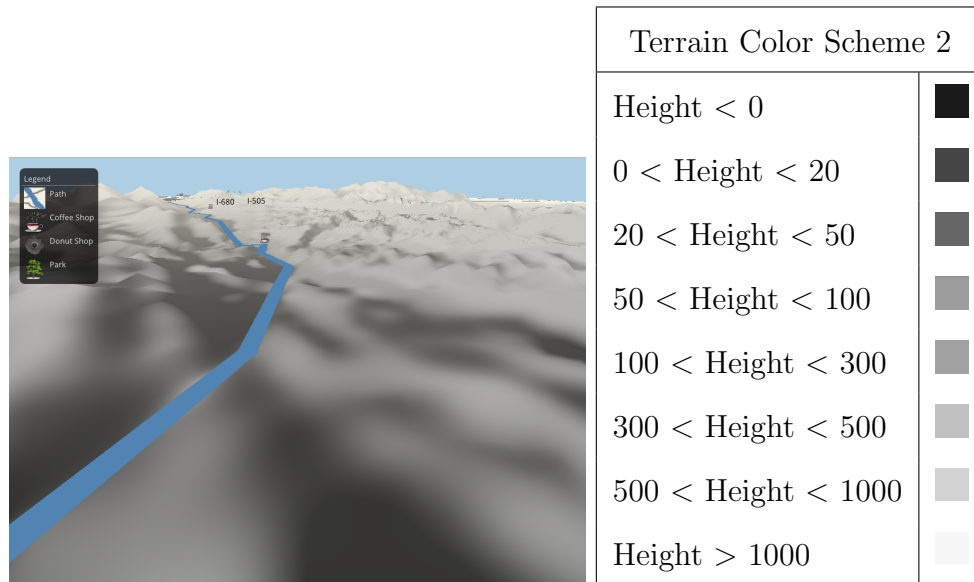 Legend
Path
Coffee Shop
Donut Shop
Park
I-680 I-505
Terrain Color Scheme 2
Height < 0
0 < Height < 20
20 < Height < 50
50 < Height < 100
100 < Height < 300
300 < Height < 500
500 < Height < 1000
Height > 1000